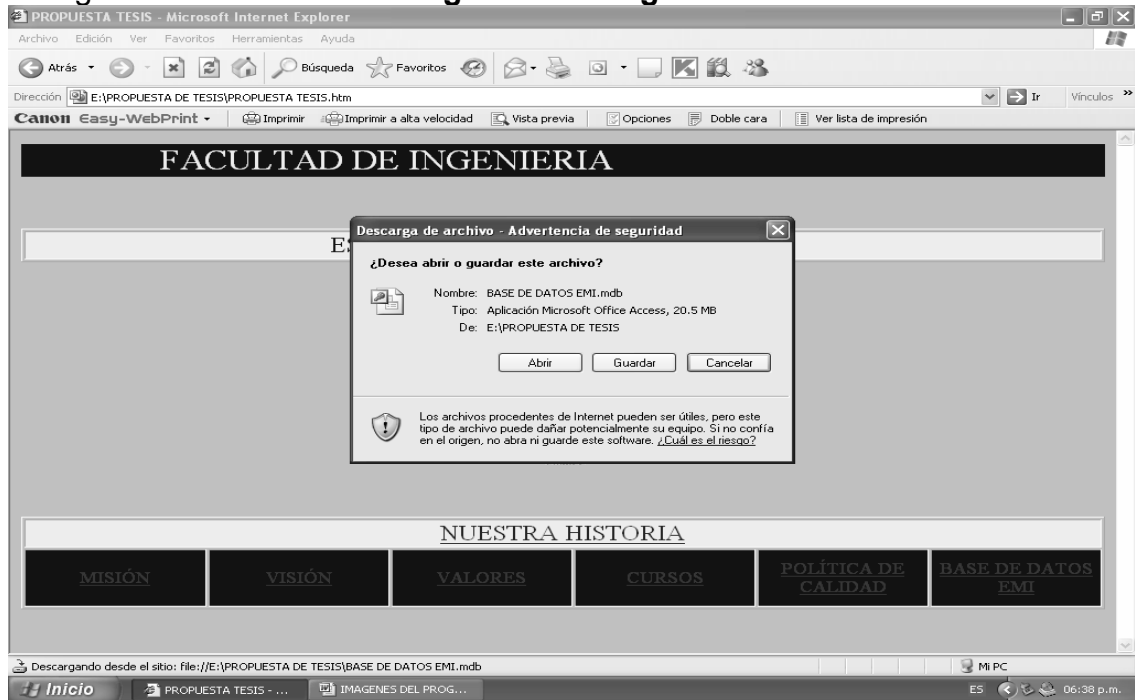 PROPUESTA TESIS - Microsoft Internet Explorer
Archivo Edición Ver Favoritos Herramientas Ayuda
Atrás Búsqueda Favoritos
Dirección E:\PROPUESTA DE TESIS\PROPUESTA TESIS.htm Ir Vínculos »
Canon Easy-WebPrint Imprimir Imprimir a alta velocidad Vista previa Opciones Doble cara Ver lista de impresión
FACULTAD DE INGENIERIA
Descarga de archivo - Advertencia de seguridad
¿Desea abrir o guardar este archivo?
Nombre: BASE DE DATOS EMI.mdb
Tipo: Aplicación Microsoft Office Access, 20.5 MB
De: E:\PROPUESTA DE TESIS
Abrir Guardar Cancelar
Los archivos procedentes de Internet pueden ser útiles, pero este
tipo de archivo puede dañar potencialmente su equipo. Si no confía
en el origen, no abra ni guarde este software. ¿Cuál es el riesgo?
NUESTRA HISTORIA
MISIÓN VISIÓN VALORES CURSOS POLÍTICA DE CALIDAD BASE DE DATOS EMI
Descargando desde el sitio: file://E:\PROPUESTA DE TESIS\BASE DE DATOS EMI.mdb Mi PC
Inicio PROPUESTA TESIS - ... IMAGENES DEL PROG... ES 06:38 p.m.